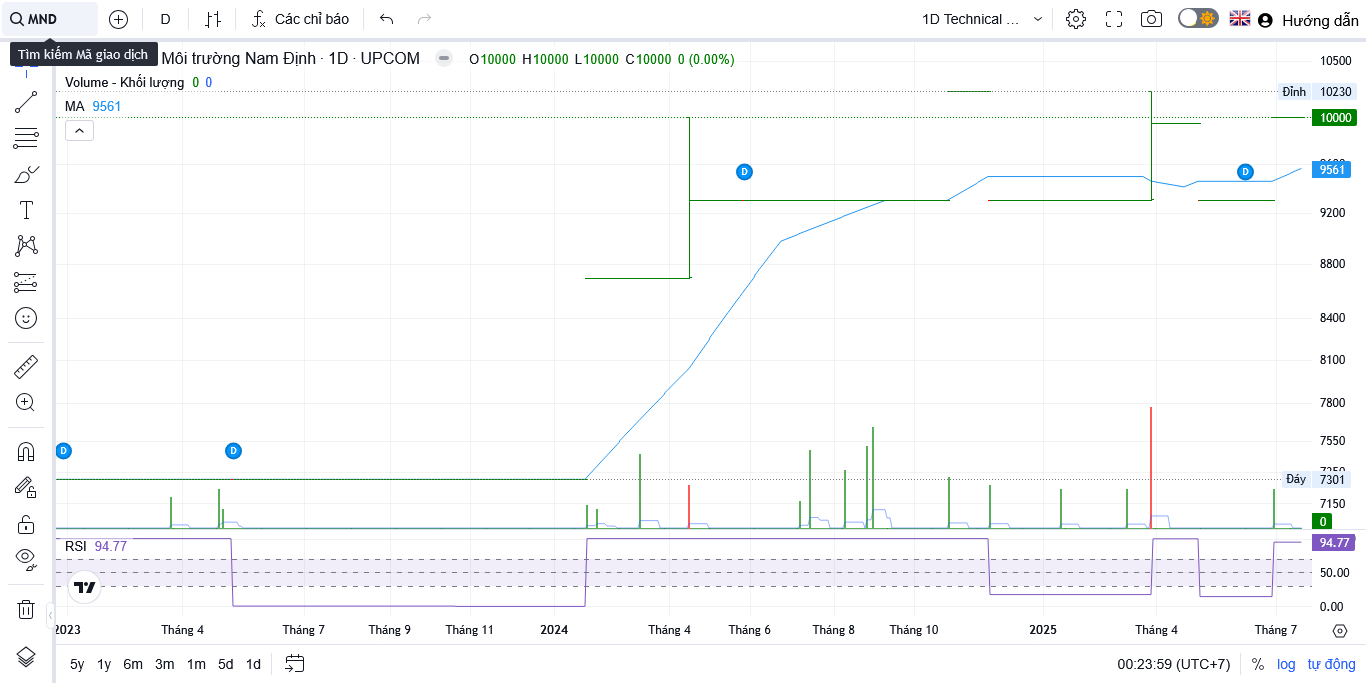 MND D Các chỉ báo 1D Technical ... Hướng dẫn
Tìm kiếm Mã giao dịch
Môi trường Nam Định · 1D · UPCOM O10000 H10000 L10000 C10000 0 (0.00%)
Volume - Khối lượng 0 0
MA 9561
10500
Đỉnh 10230
10000
9561
9200
8800
8400
8100
7800
7550
Đáy 7301
7150
0
D
D
D
D
RSI 94.77
94.77
50.00
0.00
2023 Tháng 4 Tháng 7 Tháng 9 Tháng 11 2024 Tháng 4 Tháng 6 Tháng 8 Tháng 10 2025 Tháng 4 Tháng 7
5y 1y 6m 3m 1m 5d 1d 00:23:59 (UTC+7) % log tự động